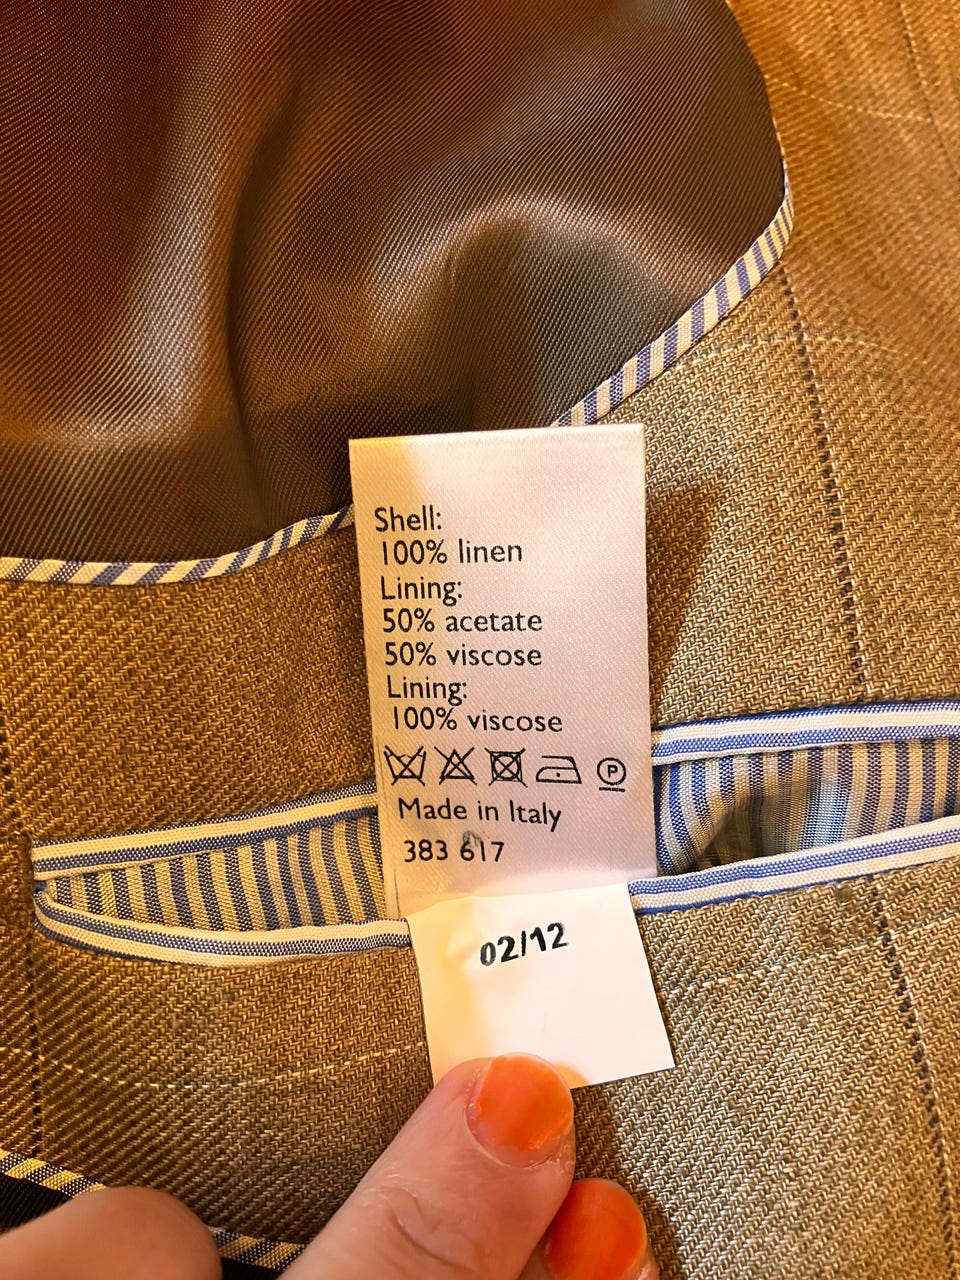 Shell:
100% linen
Lining:
50% acetate
50% viscose
Lining:
100% viscose
P
Made in Italy
383 617
02/12